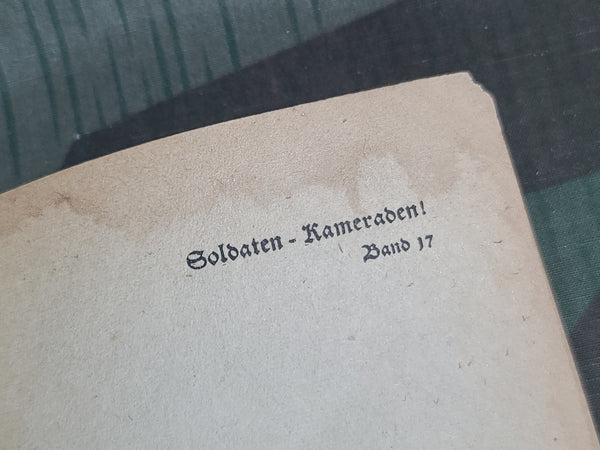 Soldaten - Kameraden!
Band 17